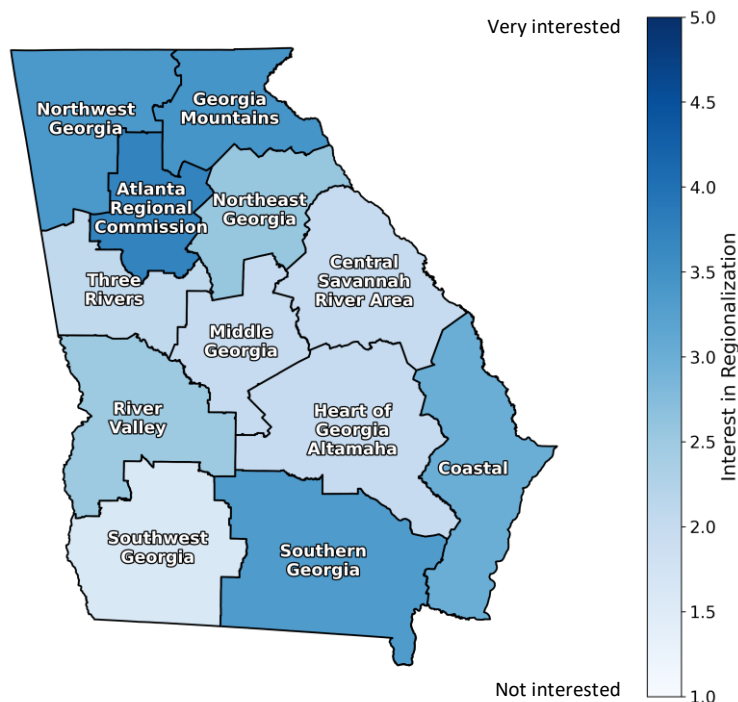 Very interested
5.0
4.5
4.0
3.5
3.0
2.5
2.0
1.5
1.0
Interest in Regionalization
Not interested
Northwest
Georgia
Georgia
Mountains
Atlanta
Regional
Commission
Northeast
Georgia
Three
Rivers
Central
Savannah
River Area
Middle
Georgia
River
Valley
Heart of
Georgia
Altamaha
Coastal
Southwest
Georgia
Southern
Georgia